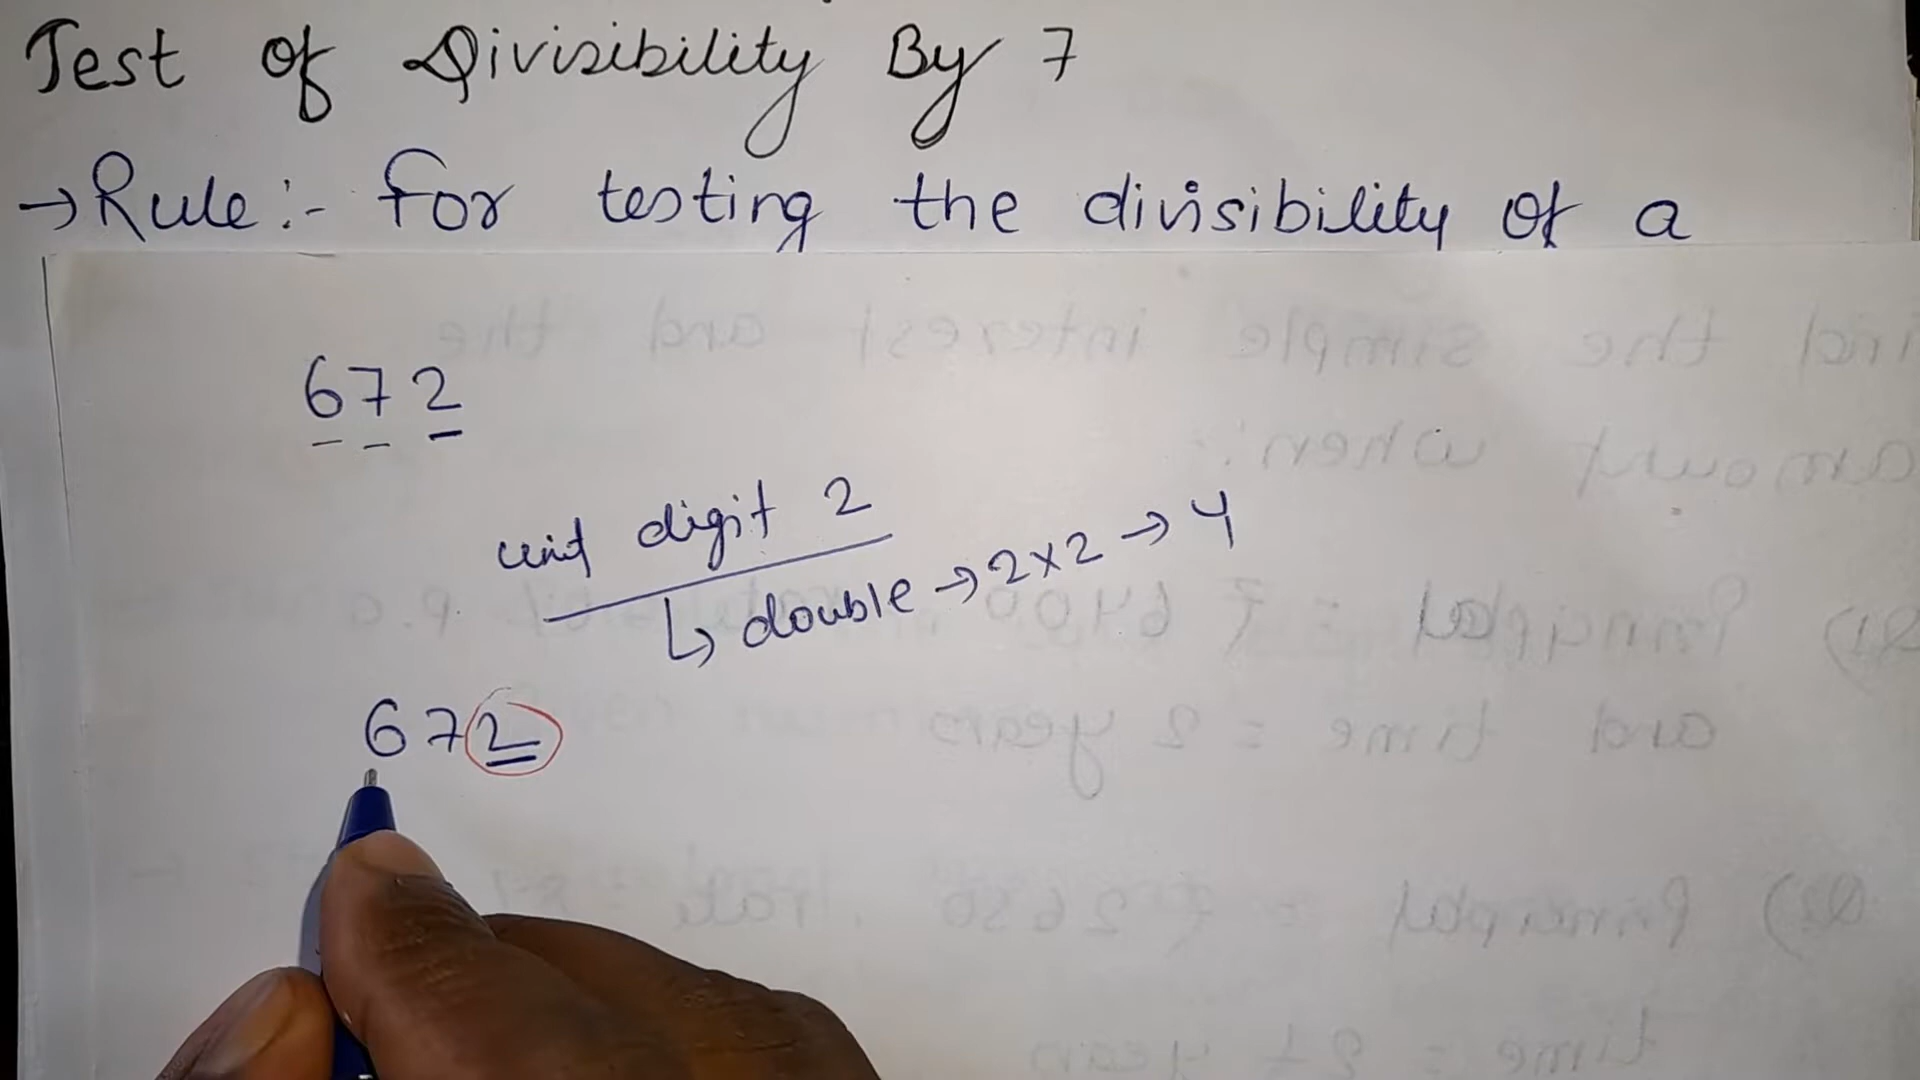 Test of Divisibility By 7
→ Rule :- For testing the divisibility of a
672
unit digit 2
↳ double → 2×2 → 4
672